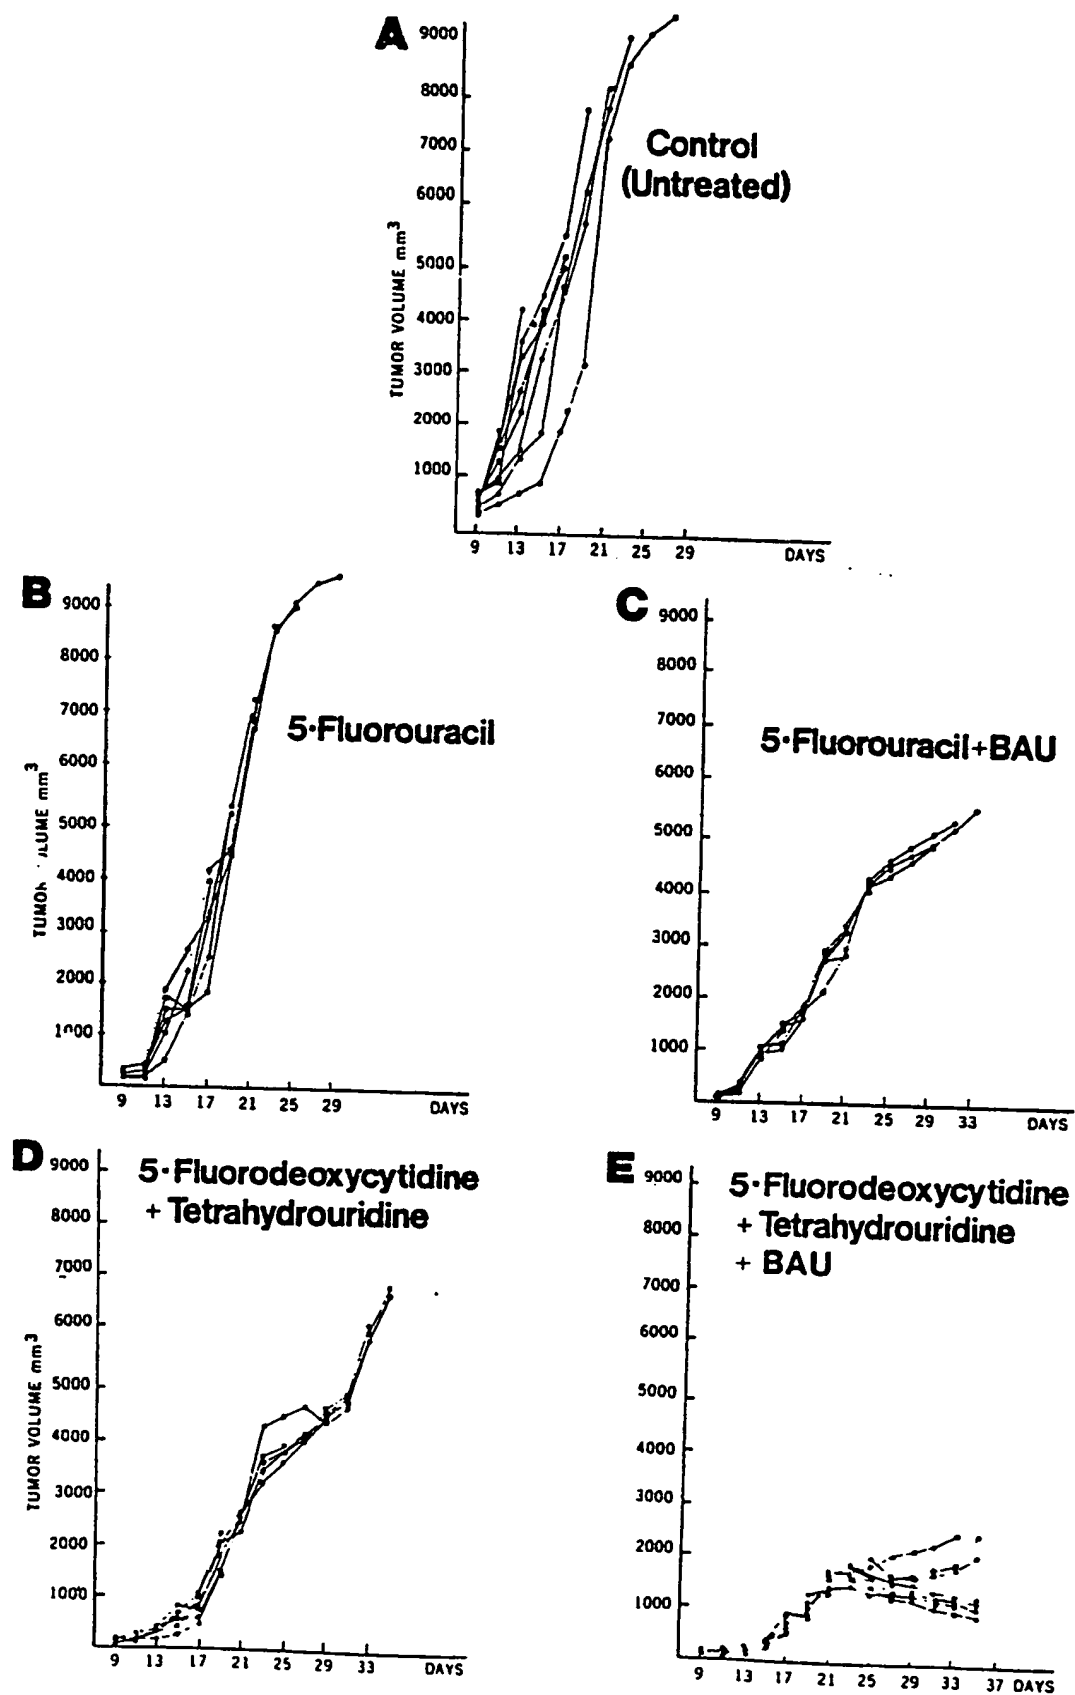 A
9000
8000
7000
6000
5000
4000
3000
2000
1000
TUMOR VOLUME mm3
Control
(Untreated)
9 13 17 21 25 29 DAYS
B
9000
8000
7000
6000
5000
4000
3000
2000
mm3
5·Fluorouracil
9 13 17 21 25 29 DAYS
C
9000
8000
7000
6000
5000
4000
3000
2000
1000
5·Fluorouracil+BAU
9 13 17 21 25 29 33 DAYS
D
9000
8000
7000
6000
5000
4000
3000
2000
1000
TUMOR VOLUME mm3
5·Fluorodeoxycytidine
+ Tetrahydrouridine
9 13 17 21 25 29 33 DAYS
E
9000
8000
7000
6000
5000
4000
3000
2000
1000
5·Fluorodeoxycytidine
+ Tetrahydrouridine
+ BAU
9 13 17 21 25 29 33 37 DAYS